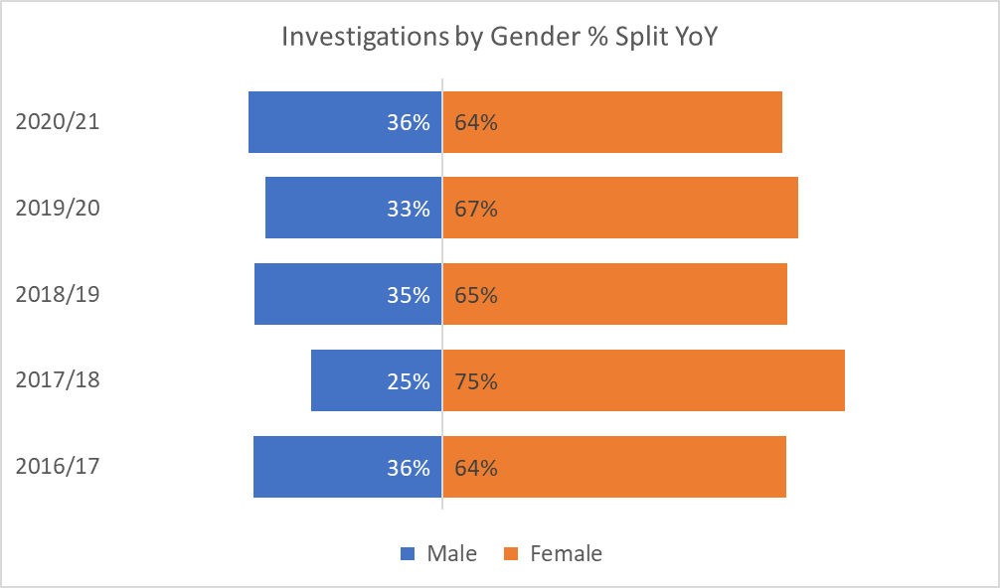 Investigations by Gender % Split YoY
2020/21 36% 64%
2019/20 33% 67%
2018/19 35% 65%
2017/18 25% 75%
2016/17 36% 64%
Male Female